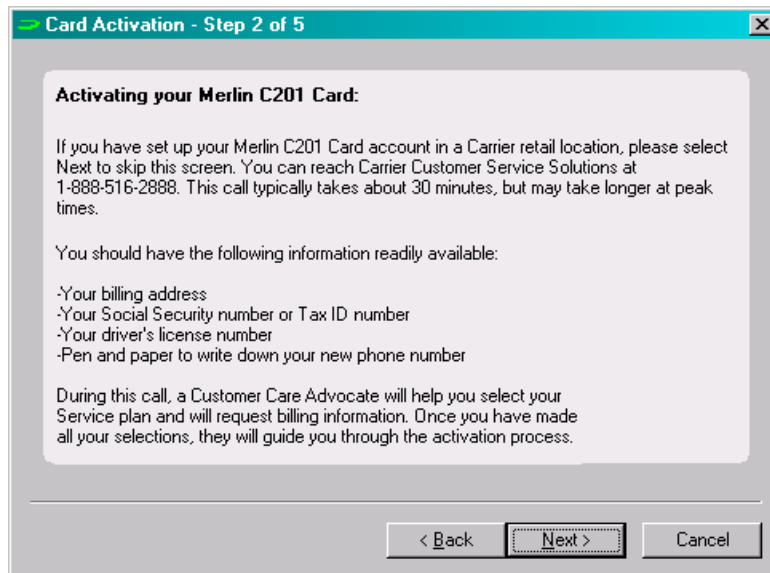 Card Activation - Step 2 of 5
Activating your Merlin C201 Card:
If you have set up your Merlin C201 Card account in a Carrier retail location, please select
Next to skip this screen. You can reach Carrier Customer Service Solutions at
1-888-516-2888. This call typically takes about 30 minutes, but may take longer at peak
times.
You should have the following information readily available:
-Your billing address
-Your Social Security number or Tax ID number
-Your driver's license number
-Pen and paper to write down your new phone number
During this call, a Customer Care Advocate will help you select your
Service plan and will request billing information. Once you have made
all your selections, they will guide you through the activation process.
< Back Next > Cancel